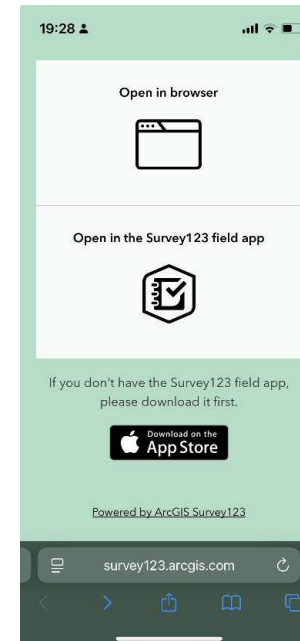 19:28
Open in browser
Open in the Survey123 field app
If you don't have the Survey123 field app,
please download it first.
Download on the
App Store
Powered by ArcGIS Survey123
survey123.arcgis.com